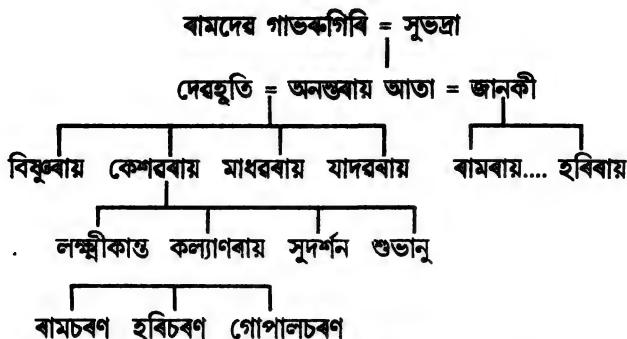 ৰামদেৱ গাভৰুগিৰি = সুভদ্ৰা
দেৱহূতি = অনন্তৰায় আতা = জানকী
বিষ্ণুৰায় কেশৱৰায় মাধৱৰায় যাদৱৰায় ৰামৰায়.... হৰিৰায়
লক্ষ্মীকান্ত কল্যাণৰায় সুদৰ্শন শুভানু
ৰামচৰণ হৰিচৰণ গোপালচৰণ